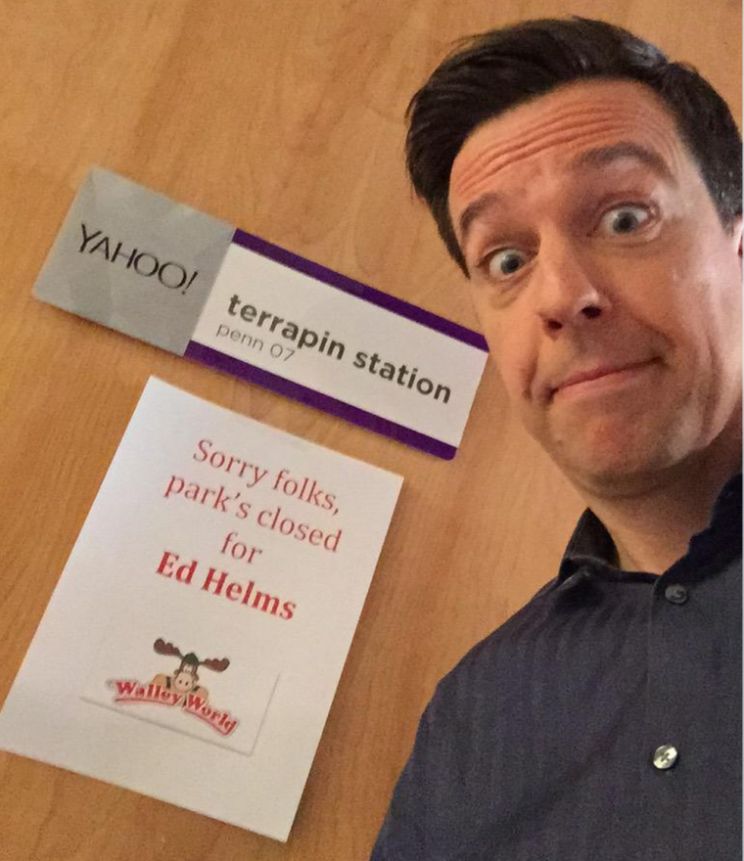 YAHOO!
terrapin station
penn 07
Sorry folks,
park's closed
for
Ed Helms
Walley World